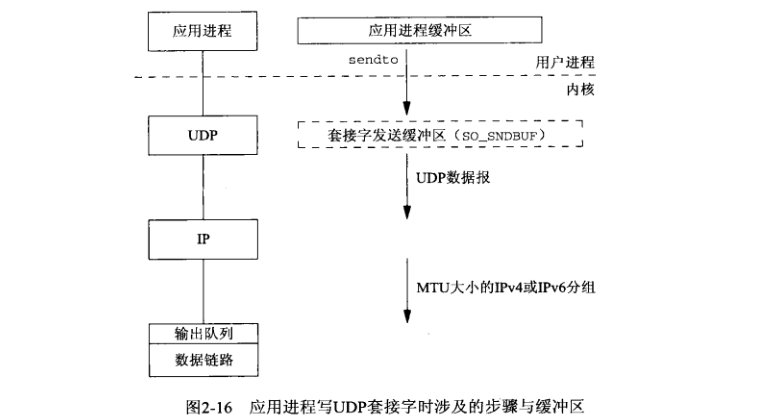 应用进程
应用进程缓冲区
sendto
用户进程
内核
UDP
套接字发送缓冲区（SO_SNDBUF）
UDP数据报
IP
MTU大小的IPv4或IPv6分组
输出队列
数据链路
图2-16 应用进程写UDP套接字时涉及的步骤与缓冲区